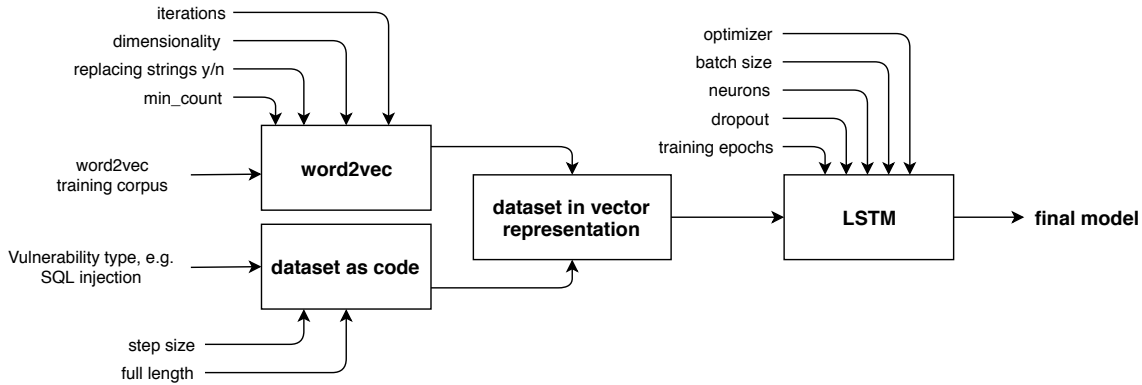 iterations
dimensionality
replacing strings y/n
min_count
word2vec
training corpus
word2vec
Vulnerability type, e.g.
SQL injection
dataset as code
step size
full length
dataset in vector
representation
optimizer
batch size
neurons
dropout
training epochs
LSTM
final model